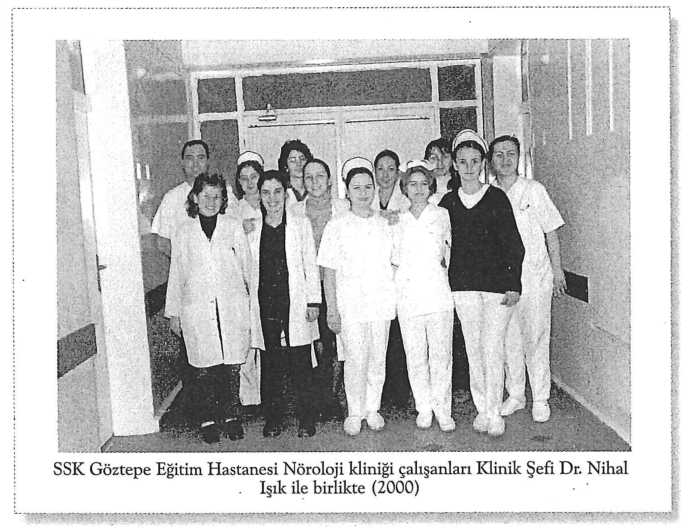 SSK Göztepe Eğitim Hastanesi Nöroloji kliniği çalışanları Klinik Şefi Dr. Nihal
Işık ile birlikte (2000)